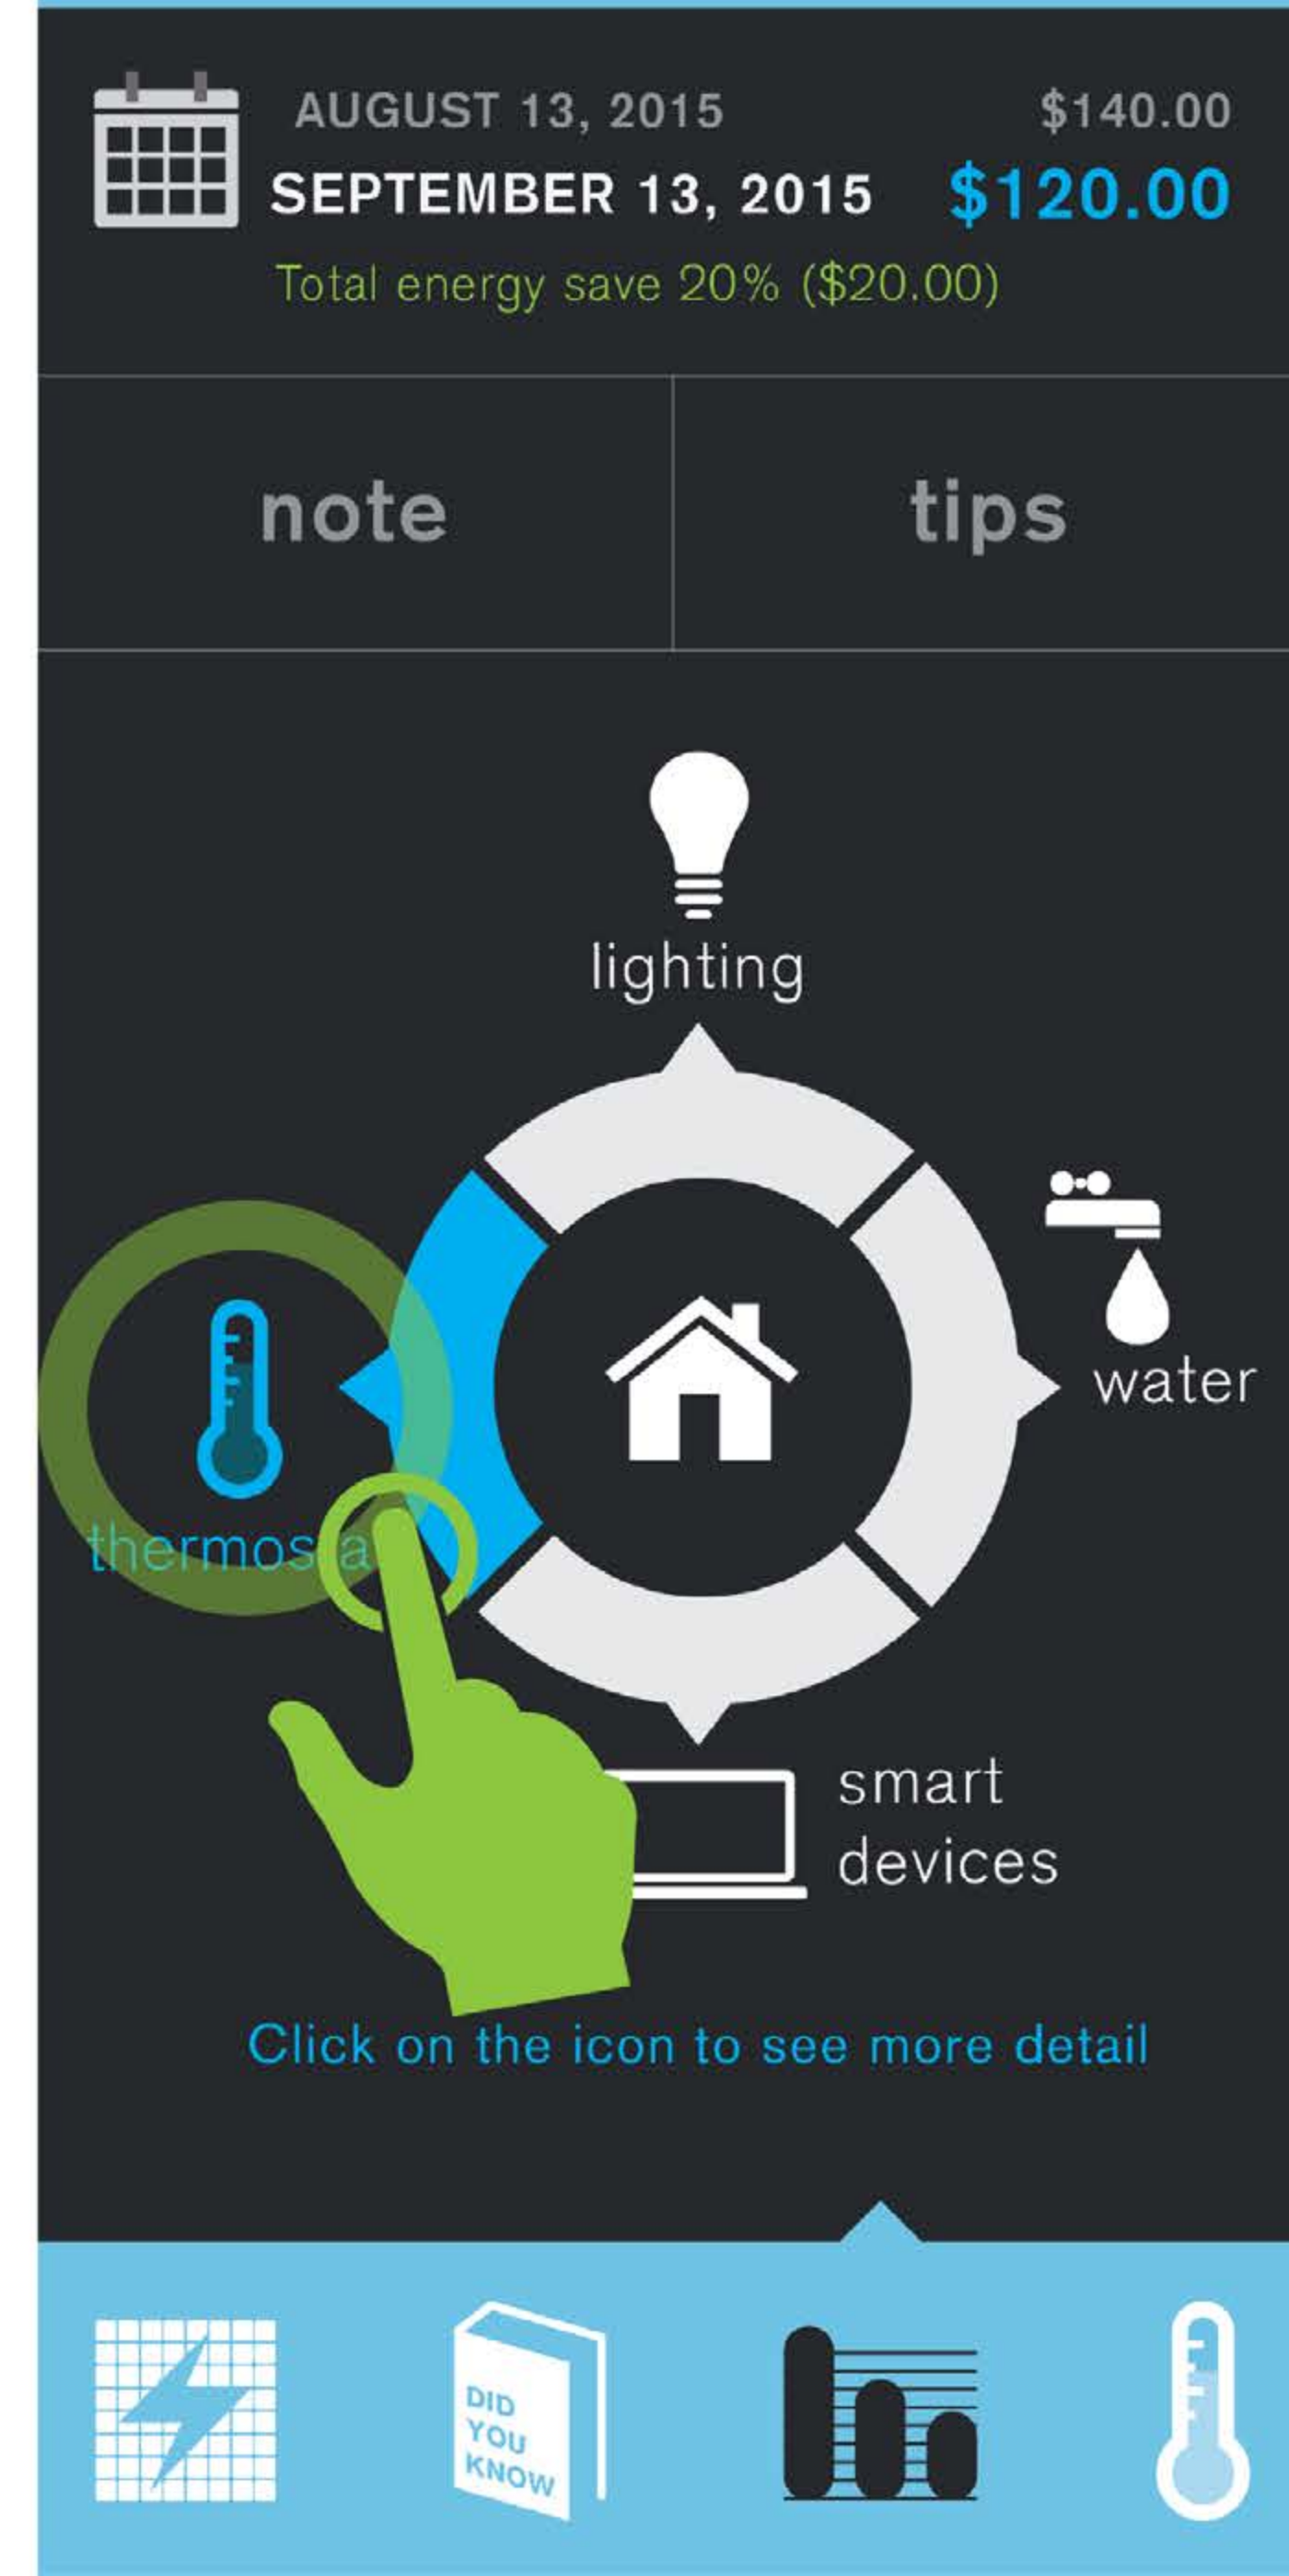 AUGUST 13, 2015 $140.00
SEPTEMBER 13, 2015 $120.00
Total energy save 20% ($20.00)
note tips
lighting
water
smart
devices
Click on the icon to see more detail
DID
YOU
KNOW